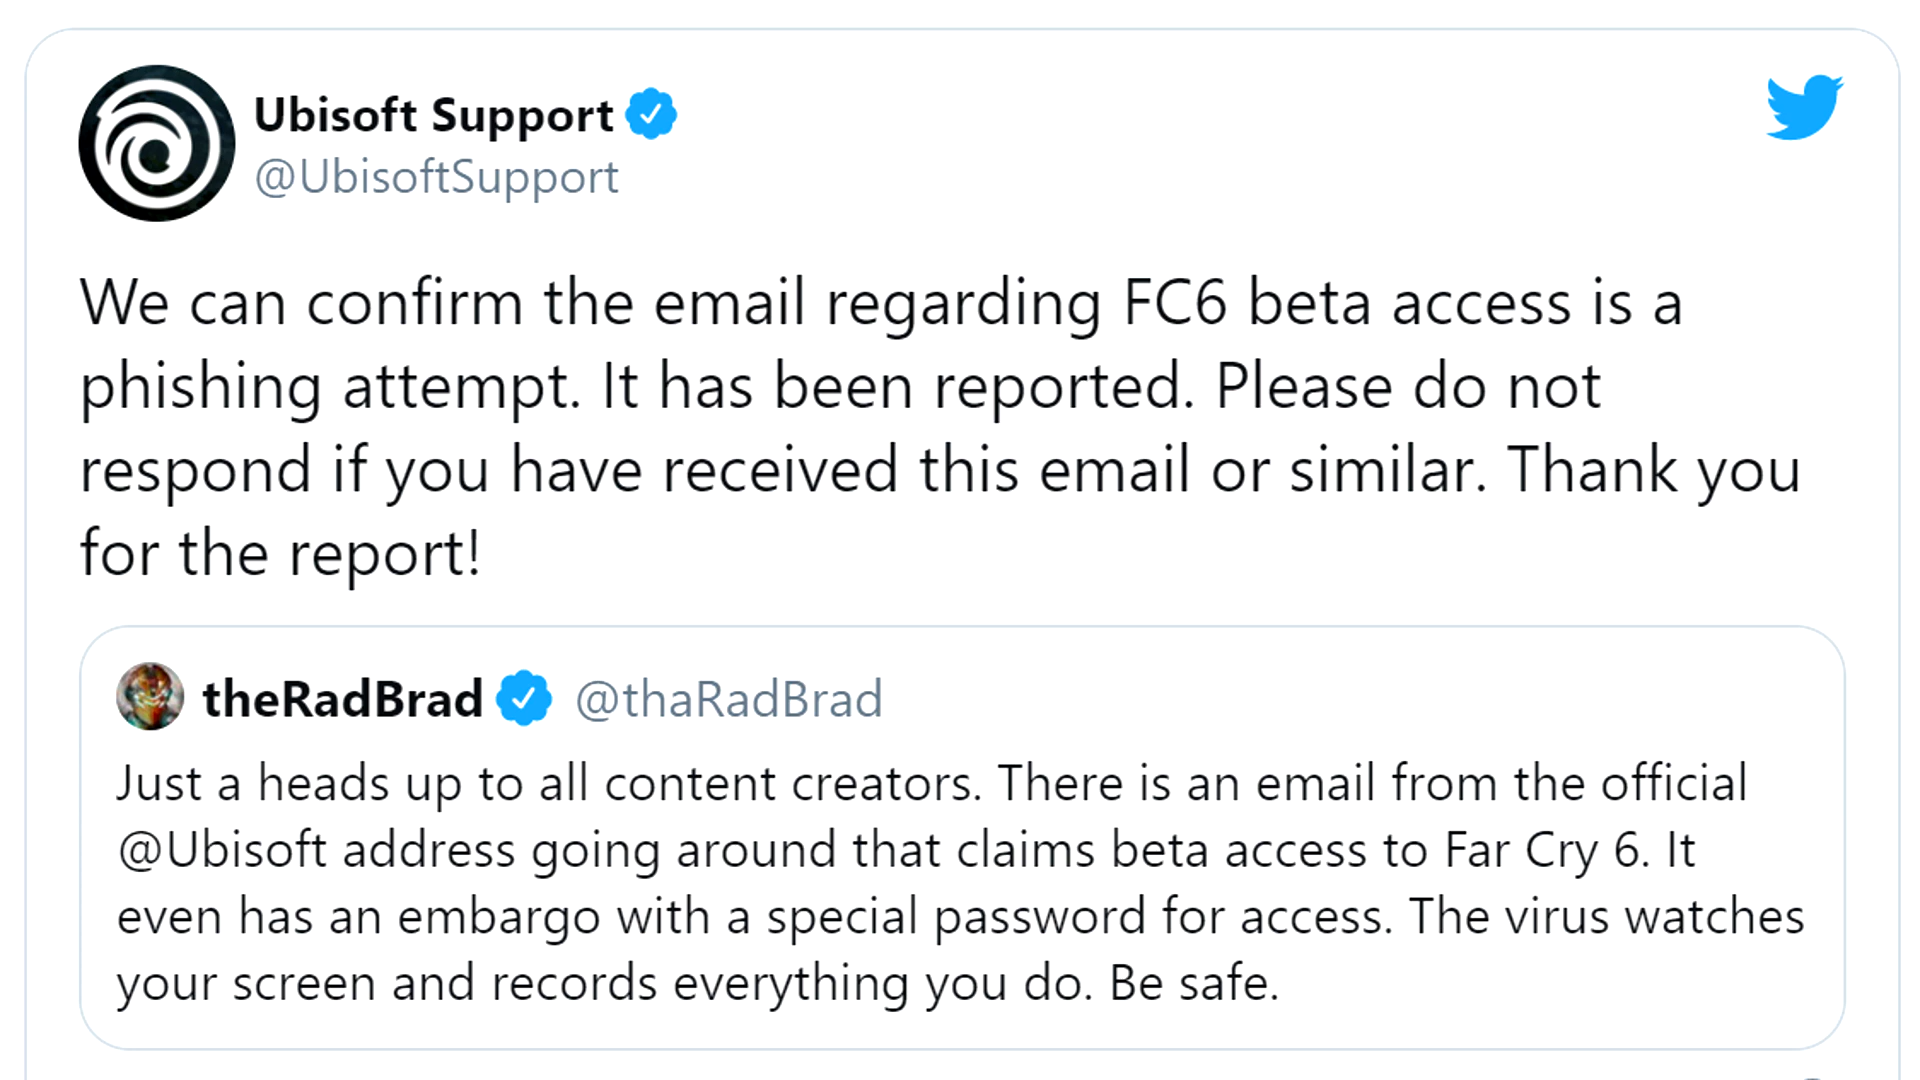 Ubisoft Support
@UbisoftSupport
We can confirm the email regarding FC6 beta access is a
phishing attempt. It has been reported. Please do not
respond if you have received this email or similar. Thank you
for the report!
theRadBrad @thaRadBrad
Just a heads up to all content creators. There is an email from the official
@Ubisoft address going around that claims beta access to Far Cry 6. It
even has an embargo with a special password for access. The virus watches
your screen and records everything you do. Be safe.